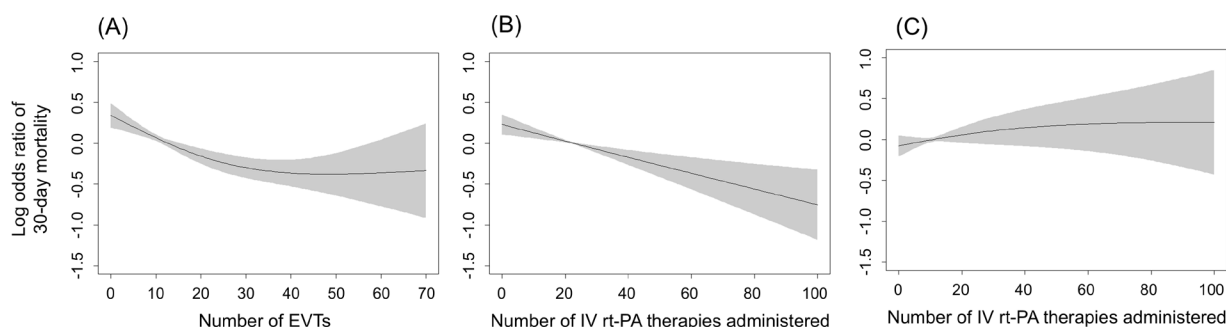 (A)
(B)
(C)
Log odds ratio of
30-day mortality
1.0
0.5
0.0
-0.5
-1.0
-1.5
0 10 20 30 40 50 60 70
Number of EVTs
1.0
0.5
0.0
-0.5
-1.0
-1.5
0 20 40 60 80 100
Number of IV rt-PA therapies administered
1.0
0.5
0.0
-0.5
-1.0
-1.5
0 20 40 60 80 100
Number of IV rt-PA therapies administered